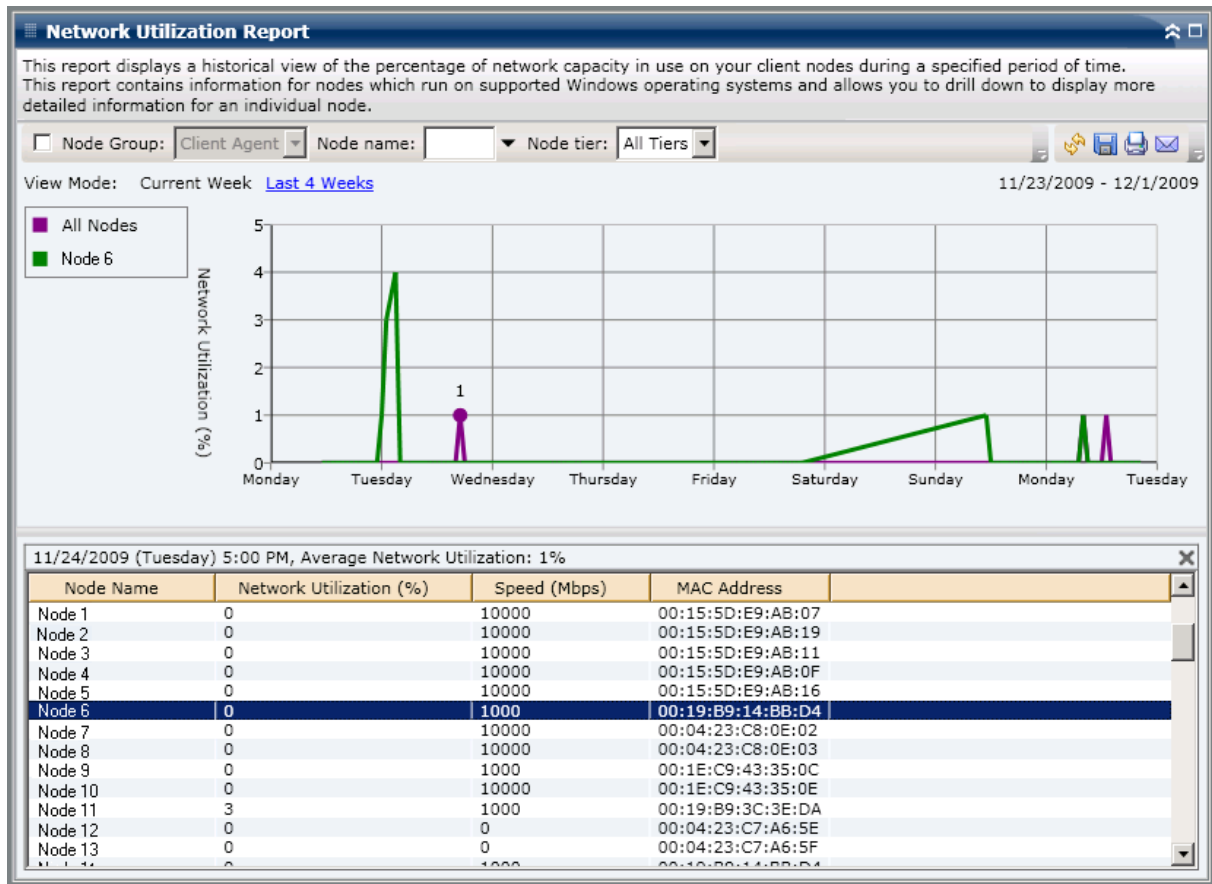 Network Utilization Report
This report displays a historical view of the percentage of network capacity in use on your client nodes during a specified period of time.
This report contains information for nodes which run on supported Windows operating systems and allows you to drill down to display more
detailed information for an individual node.
Node Group: Client Agent Node name: Node tier: All Tiers
View Mode: Current Week Last 4 Weeks 11/23/2009 - 12/1/2009
All Nodes
Node 6
Network Utilization (%)
5
4
3
2
1
0
1
Monday Tuesday Wednesday Thursday Friday Saturday Sunday Monday Tuesday
11/24/2009 (Tuesday) 5:00 PM, Average Network Utilization: 1%
Node Name Network Utilization (%) Speed (Mbps) MAC Address
Node 1 0 10000 00:15:5D:E9:AB:07
Node 2 0 10000 00:15:5D:E9:AB:19
Node 3 0 10000 00:15:5D:E9:AB:11
Node 4 0 10000 00:15:5D:E9:AB:0F
Node 5 0 10000 00:15:5D:E9:AB:16
Node 6 0 1000 00:19:B9:14:BB:D4
Node 7 0 10000 00:04:23:C8:0E:02
Node 8 0 10000 00:04:23:C8:0E:03
Node 9 0 1000 00:1E:C9:43:35:0C
Node 10 0 10000 00:1E:C9:43:35:0E
Node 11 3 1000 00:19:B9:3C:3E:DA
Node 12 0 0 00:04:23:C7:A6:5E
Node 13 0 0 00:04:23:C7:A6:5F